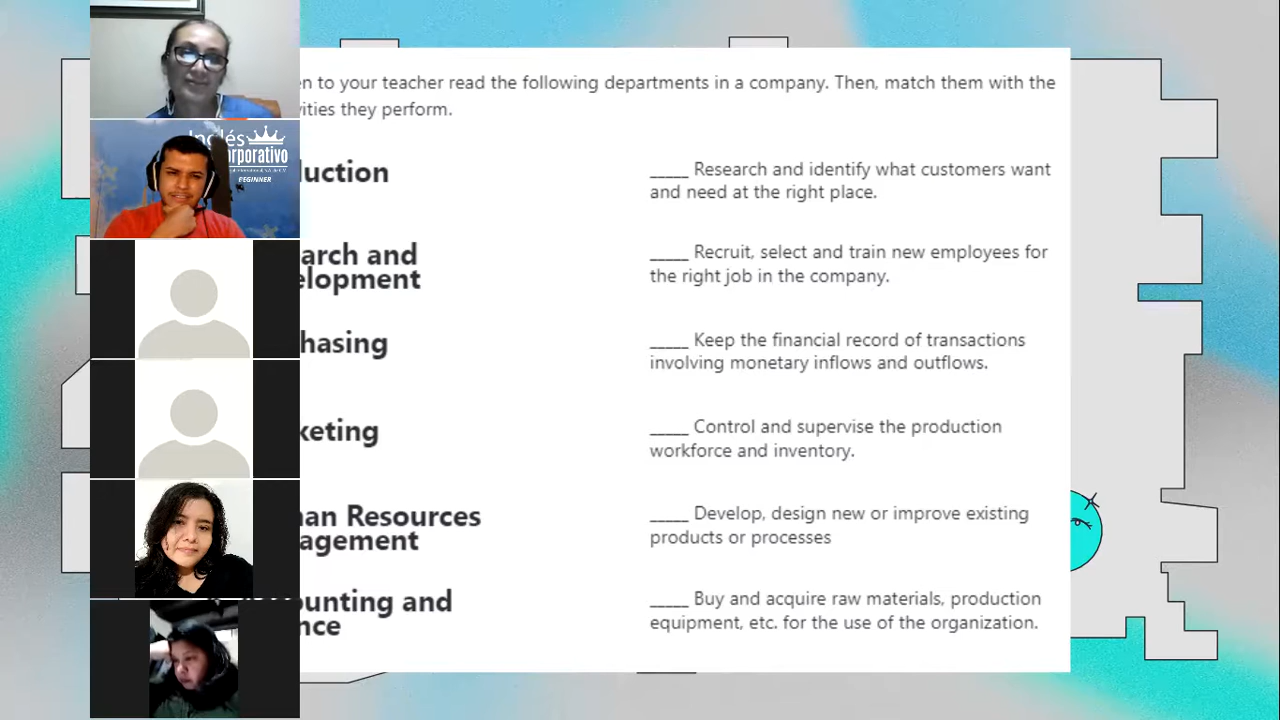 Inglés
orporativo
BEGINNER
en to your teacher read the following departments in a company. Then, match them with the
vities they perform.
duction
_____ Research and identify what customers want
and need at the right place.
arch and
elopment
_____ Recruit, select and train new employees for
the right job in the company.
hasing
_____ Keep the financial record of transactions
involving monetary inflows and outflows.
keting
_____ Control and supervise the production
workforce and inventory.
an Resources
agement
_____ Develop, design new or improve existing
products or processes
ounting and
nce
_____ Buy and acquire raw materials, production
equipment, etc. for the use of the organization.